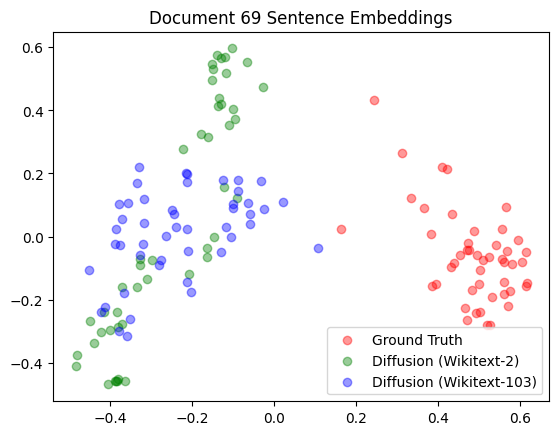 Document 69 Sentence Embeddings
0.6
0.4
0.2
0.0
−0.2
−0.4
Ground Truth
Diffusion (Wikitext-2)
Diffusion (Wikitext-103)
−0.4 −0.2 0.0 0.2 0.4 0.6